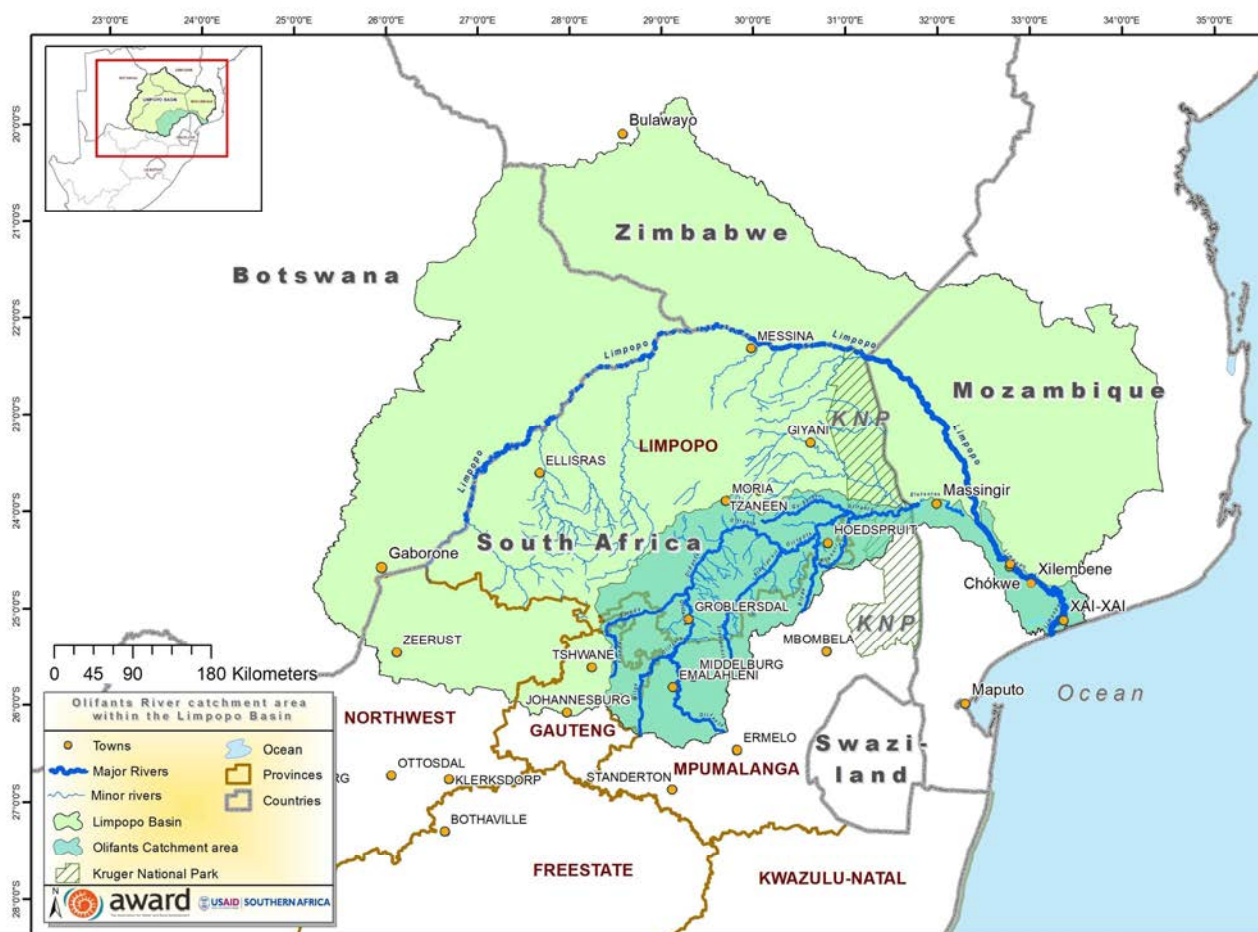 23°0'0"E
24°0'0"E
25°0'0"E
26°0'0"E
27°0'0"E
28°0'0"E
29°0'0"E
30°0'0"E
31°0'0"E
32°0'0"E
33°0'0"E
34°0'0"E
35°0'0"E
20°0'0"S
21°0'0"S
22°0'0"S
23°0'0"S
24°0'0"S
25°0'0"S
26°0'0"S
27°0'0"S
28°0'0"S
LIMPOPO BASIN
Bulawayo
Zimbabwe
Botswana
Limpopo
MESSINA
Limpopo
Mozambique
KNP
GIYANI
LIMPOPO
Limpopo
Limpopo
ELLISRAS
MORIA
TZANEEN
Massingir
HOEDSPRUIT
South Africa
Gaborone
Xilembene
Chókwe
XAI-XAI
GROBLERSDAL
KNP
MBOMBELA
ZEERUST
TSHWANE
MIDDELBURG
EMALAHLENI
Maputo
Ocean
JOHANNESBURG
NORTHWEST
GAUTENG
ERMELO
Swazi-
land
MPUMALANGA
OTTOSDAL
KLERKSDORP
STANDERTON
RG
BOTHAVILLE
FREESTATE
KWAZULU-NATAL
0 45 90 180 Kilometers
Olifants River catchment area
within the Limpopo Basin
Towns
Major Rivers
Minor rivers
Limpopo Basin
Olifants Catchment area
Kruger National Park
Ocean
Provinces
Countries
N
award
USAID SOUTHERN AFRICA